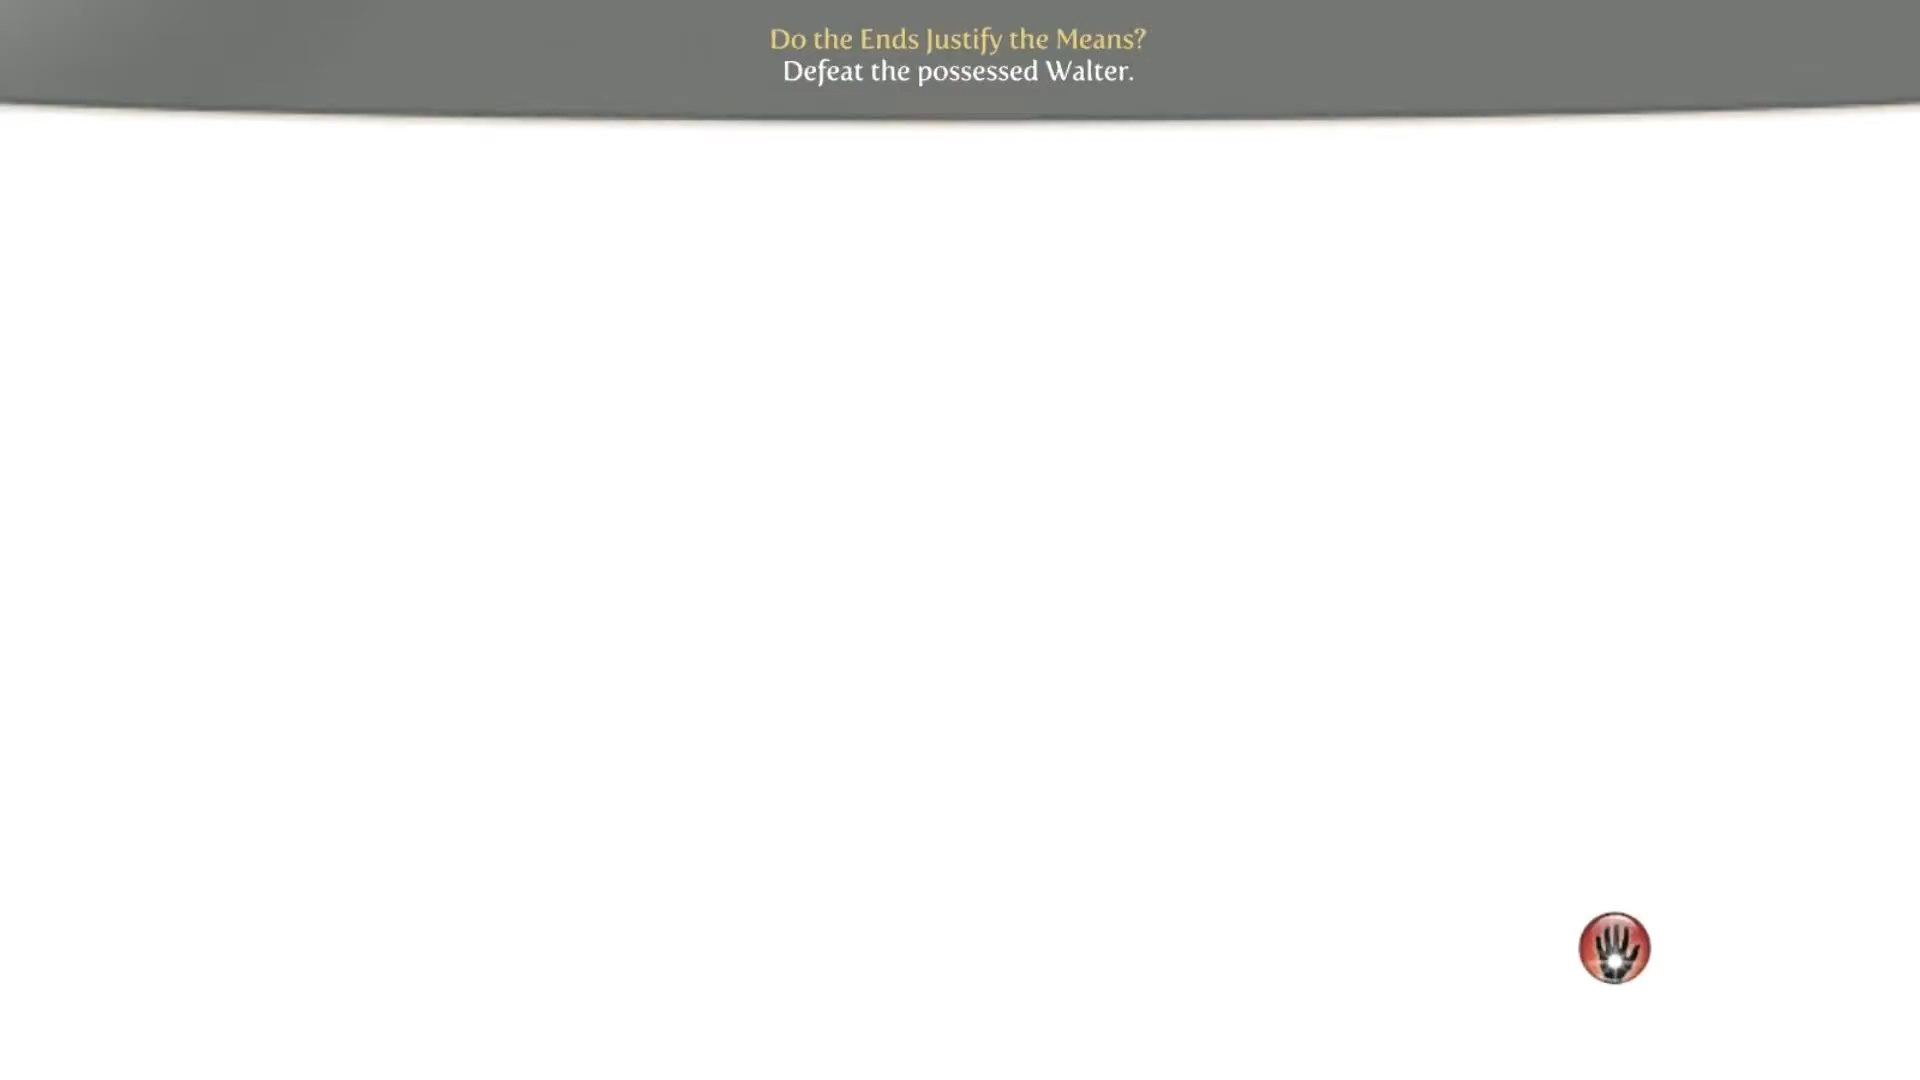 Do the Ends Justify the Means?
Defeat the possessed Walter.